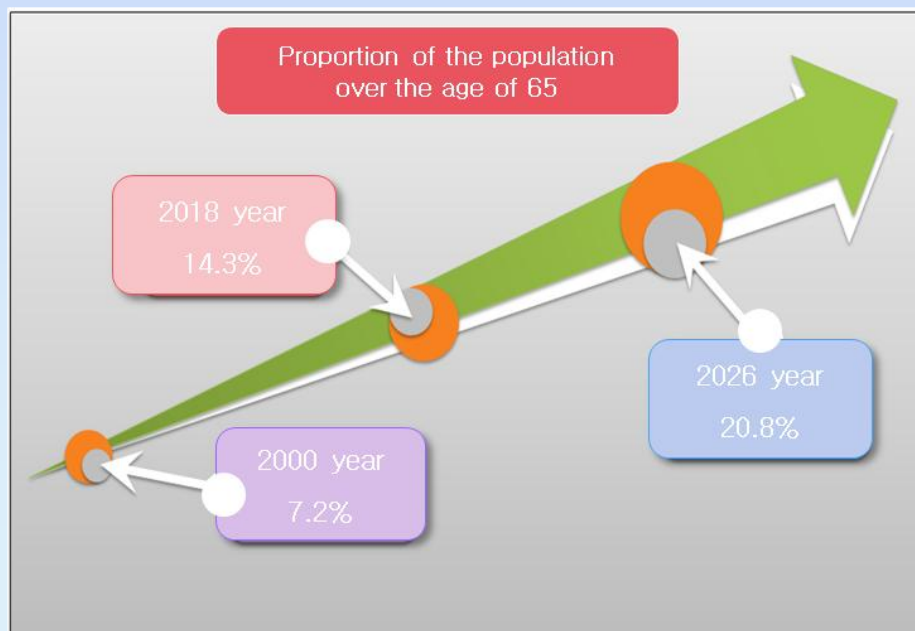 Proportion of the population
over the age of 65
2018 year
14.3%
2026 year
20.8%
2000 year
7.2%